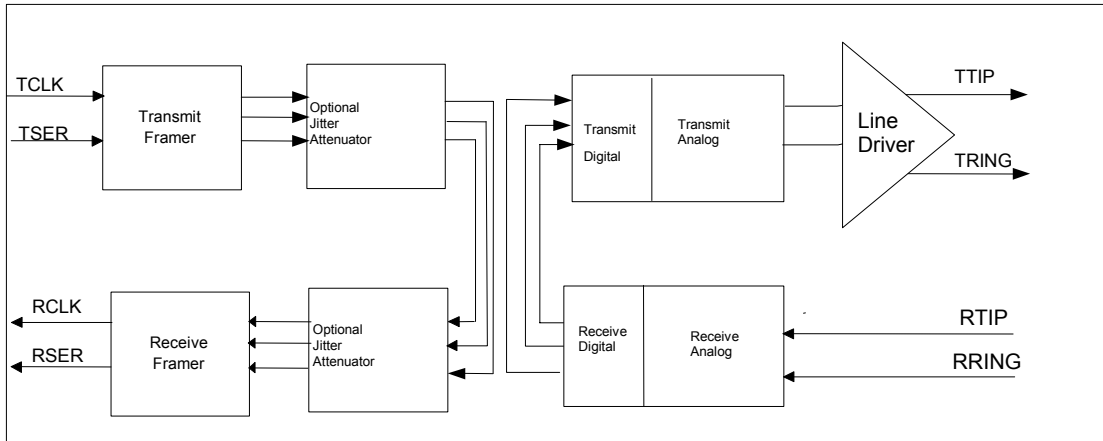 TCLK
TSER
Transmit
Framer
Optional
Jitter
Attenuator
Transmit
Digital
Transmit
Analog
Line
Driver
TTIP
TRING
RCLK
RSER
Receive
Framer
Optional
Jitter
Attenuator
Receive
Digital
Receive
Analog
RTIP
RRING